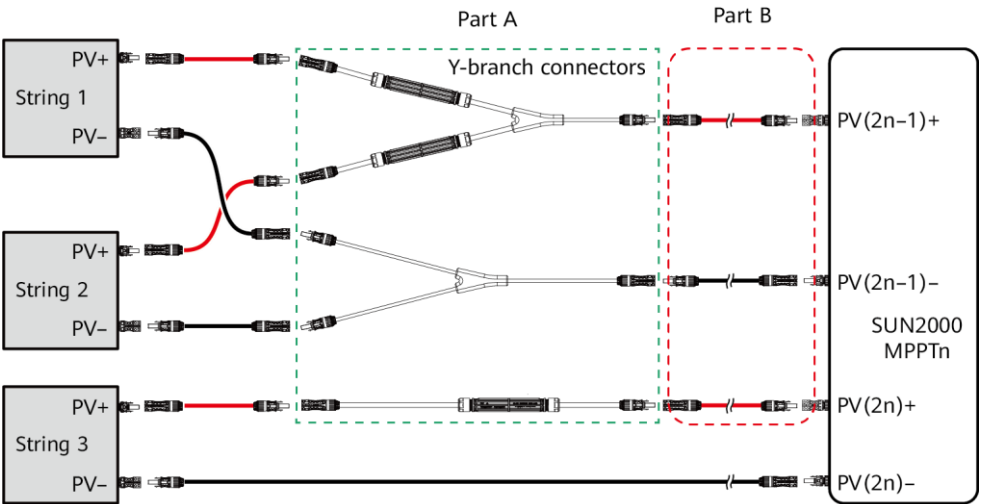 Part A
Part B
Y-branch connectors
PV+
String 1
PV–
PV+
String 2
PV–
PV+
String 3
PV–
PV(2n–1)+
PV(2n–1)–
SUN2000
MPPTn
PV(2n)+
PV(2n)–